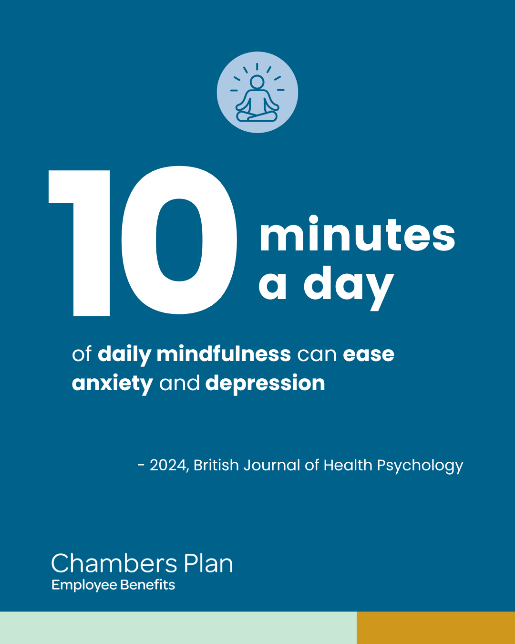 10 minutes
a day
of daily mindfulness can ease
anxiety and depression
- 2024, British Journal of Health Psychology
Chambers Plan
Employee Benefits